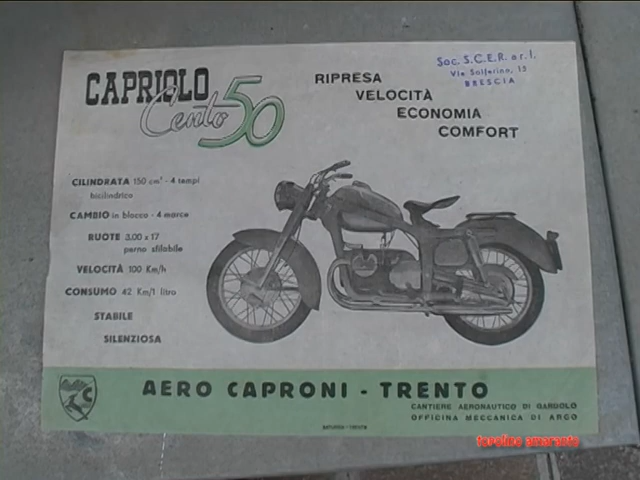 CAPRIOLO
Cento 50
RIPRESA
VELOCITÀ
ECONOMIA
COMFORT
Soc. S.C.E.R. a r. l.
Via Solferino, 15
BRESCIA
CILINDRATA 150 cm³ - 4 tempi
bicilindrico
CAMBIO in blocco - 4 marce
RUOTE 3,00 x 17
perno sfilabile
VELOCITÀ 100 Km/h
CONSUMO 42 Km/1 litro
STABILE
SILENZIOSA
C
AERO CAPRONI - TRENTO
CANTIERE AERONAUTICO DI GARDOLO
OFFICINA MECCANICA DI ARCO
torolino amaranto